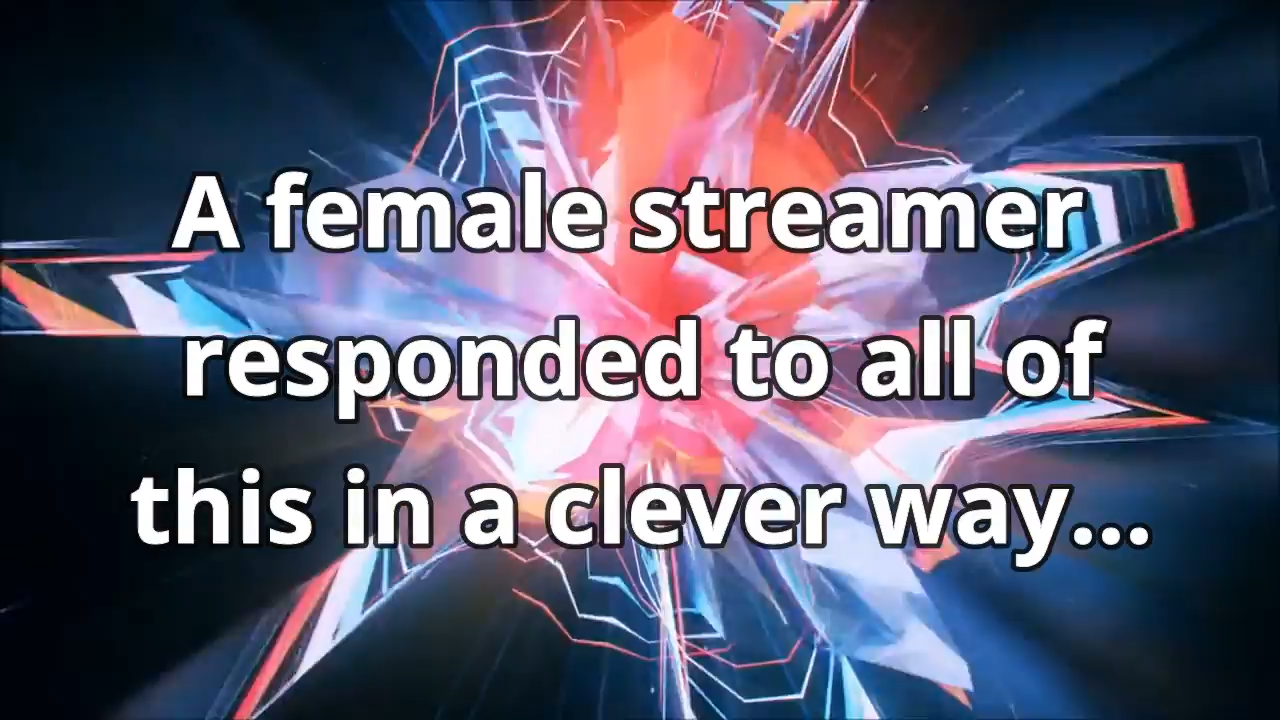 A female streamer
responded to all of
this in a clever way...